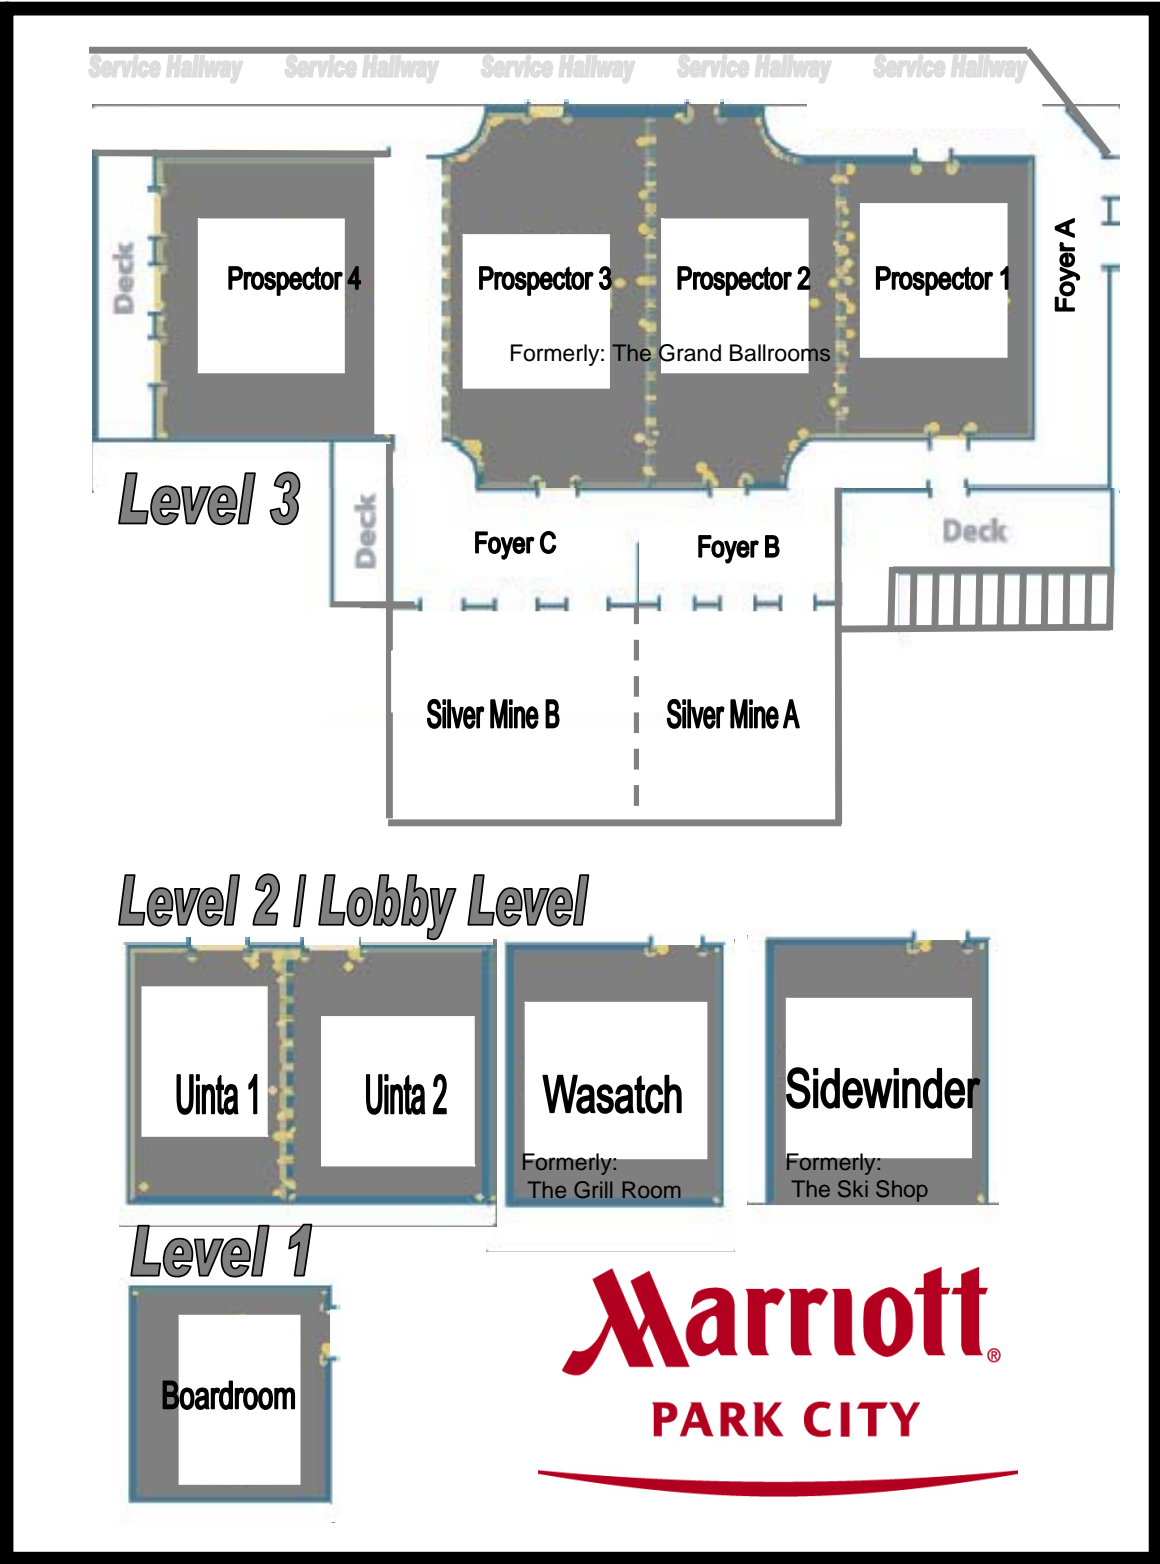 Service Hallway Service Hallway Service Hallway Service Hallway Service Hallway
Deck
Prospector 4
Prospector 3
Prospector 2
Prospector 1
Foyer A
Formerly: The Grand Ballrooms
Level 3
Deck
Foyer C
Foyer B
Deck
Silver Mine B
Silver Mine A
Level 2 / Lobby Level
Uinta 1
Uinta 2
Wasatch
Sidewinder
Formerly:
The Grill Room
Formerly:
The Ski Shop
Level 1
Boardroom
Marriott®
PARK CITY